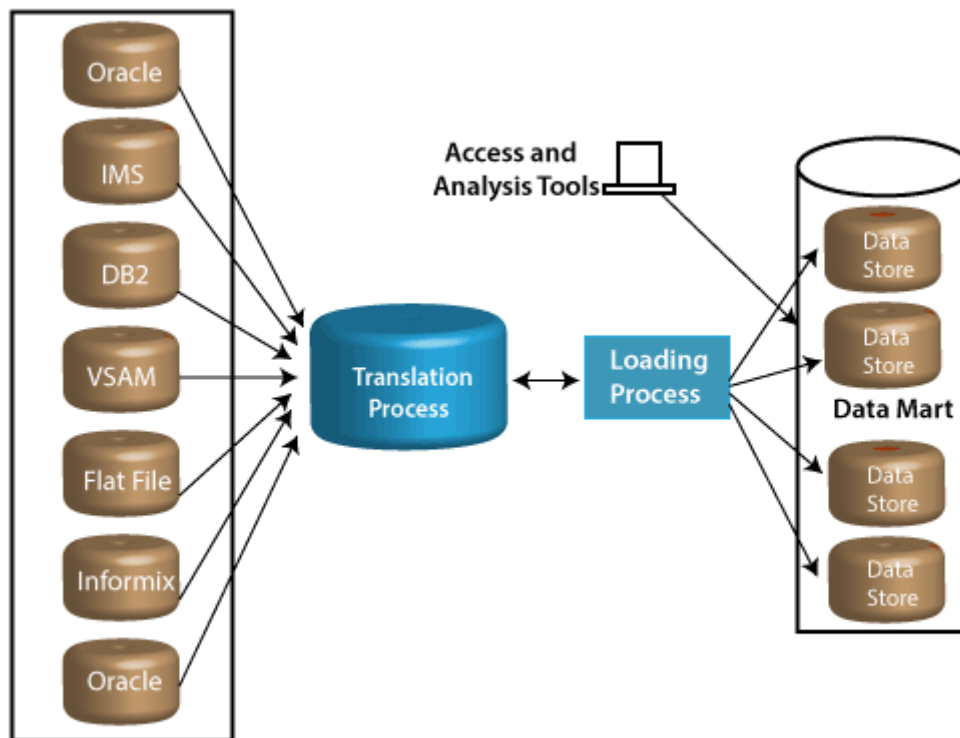 Oracle
IMS
DB2
VSAM
Flat File
Informix
Oracle
Translation
Process
Access and
Analysis Tools
Loading
Process
Data
Store
Data
Store
Data Mart
Data
Store
Data
Store